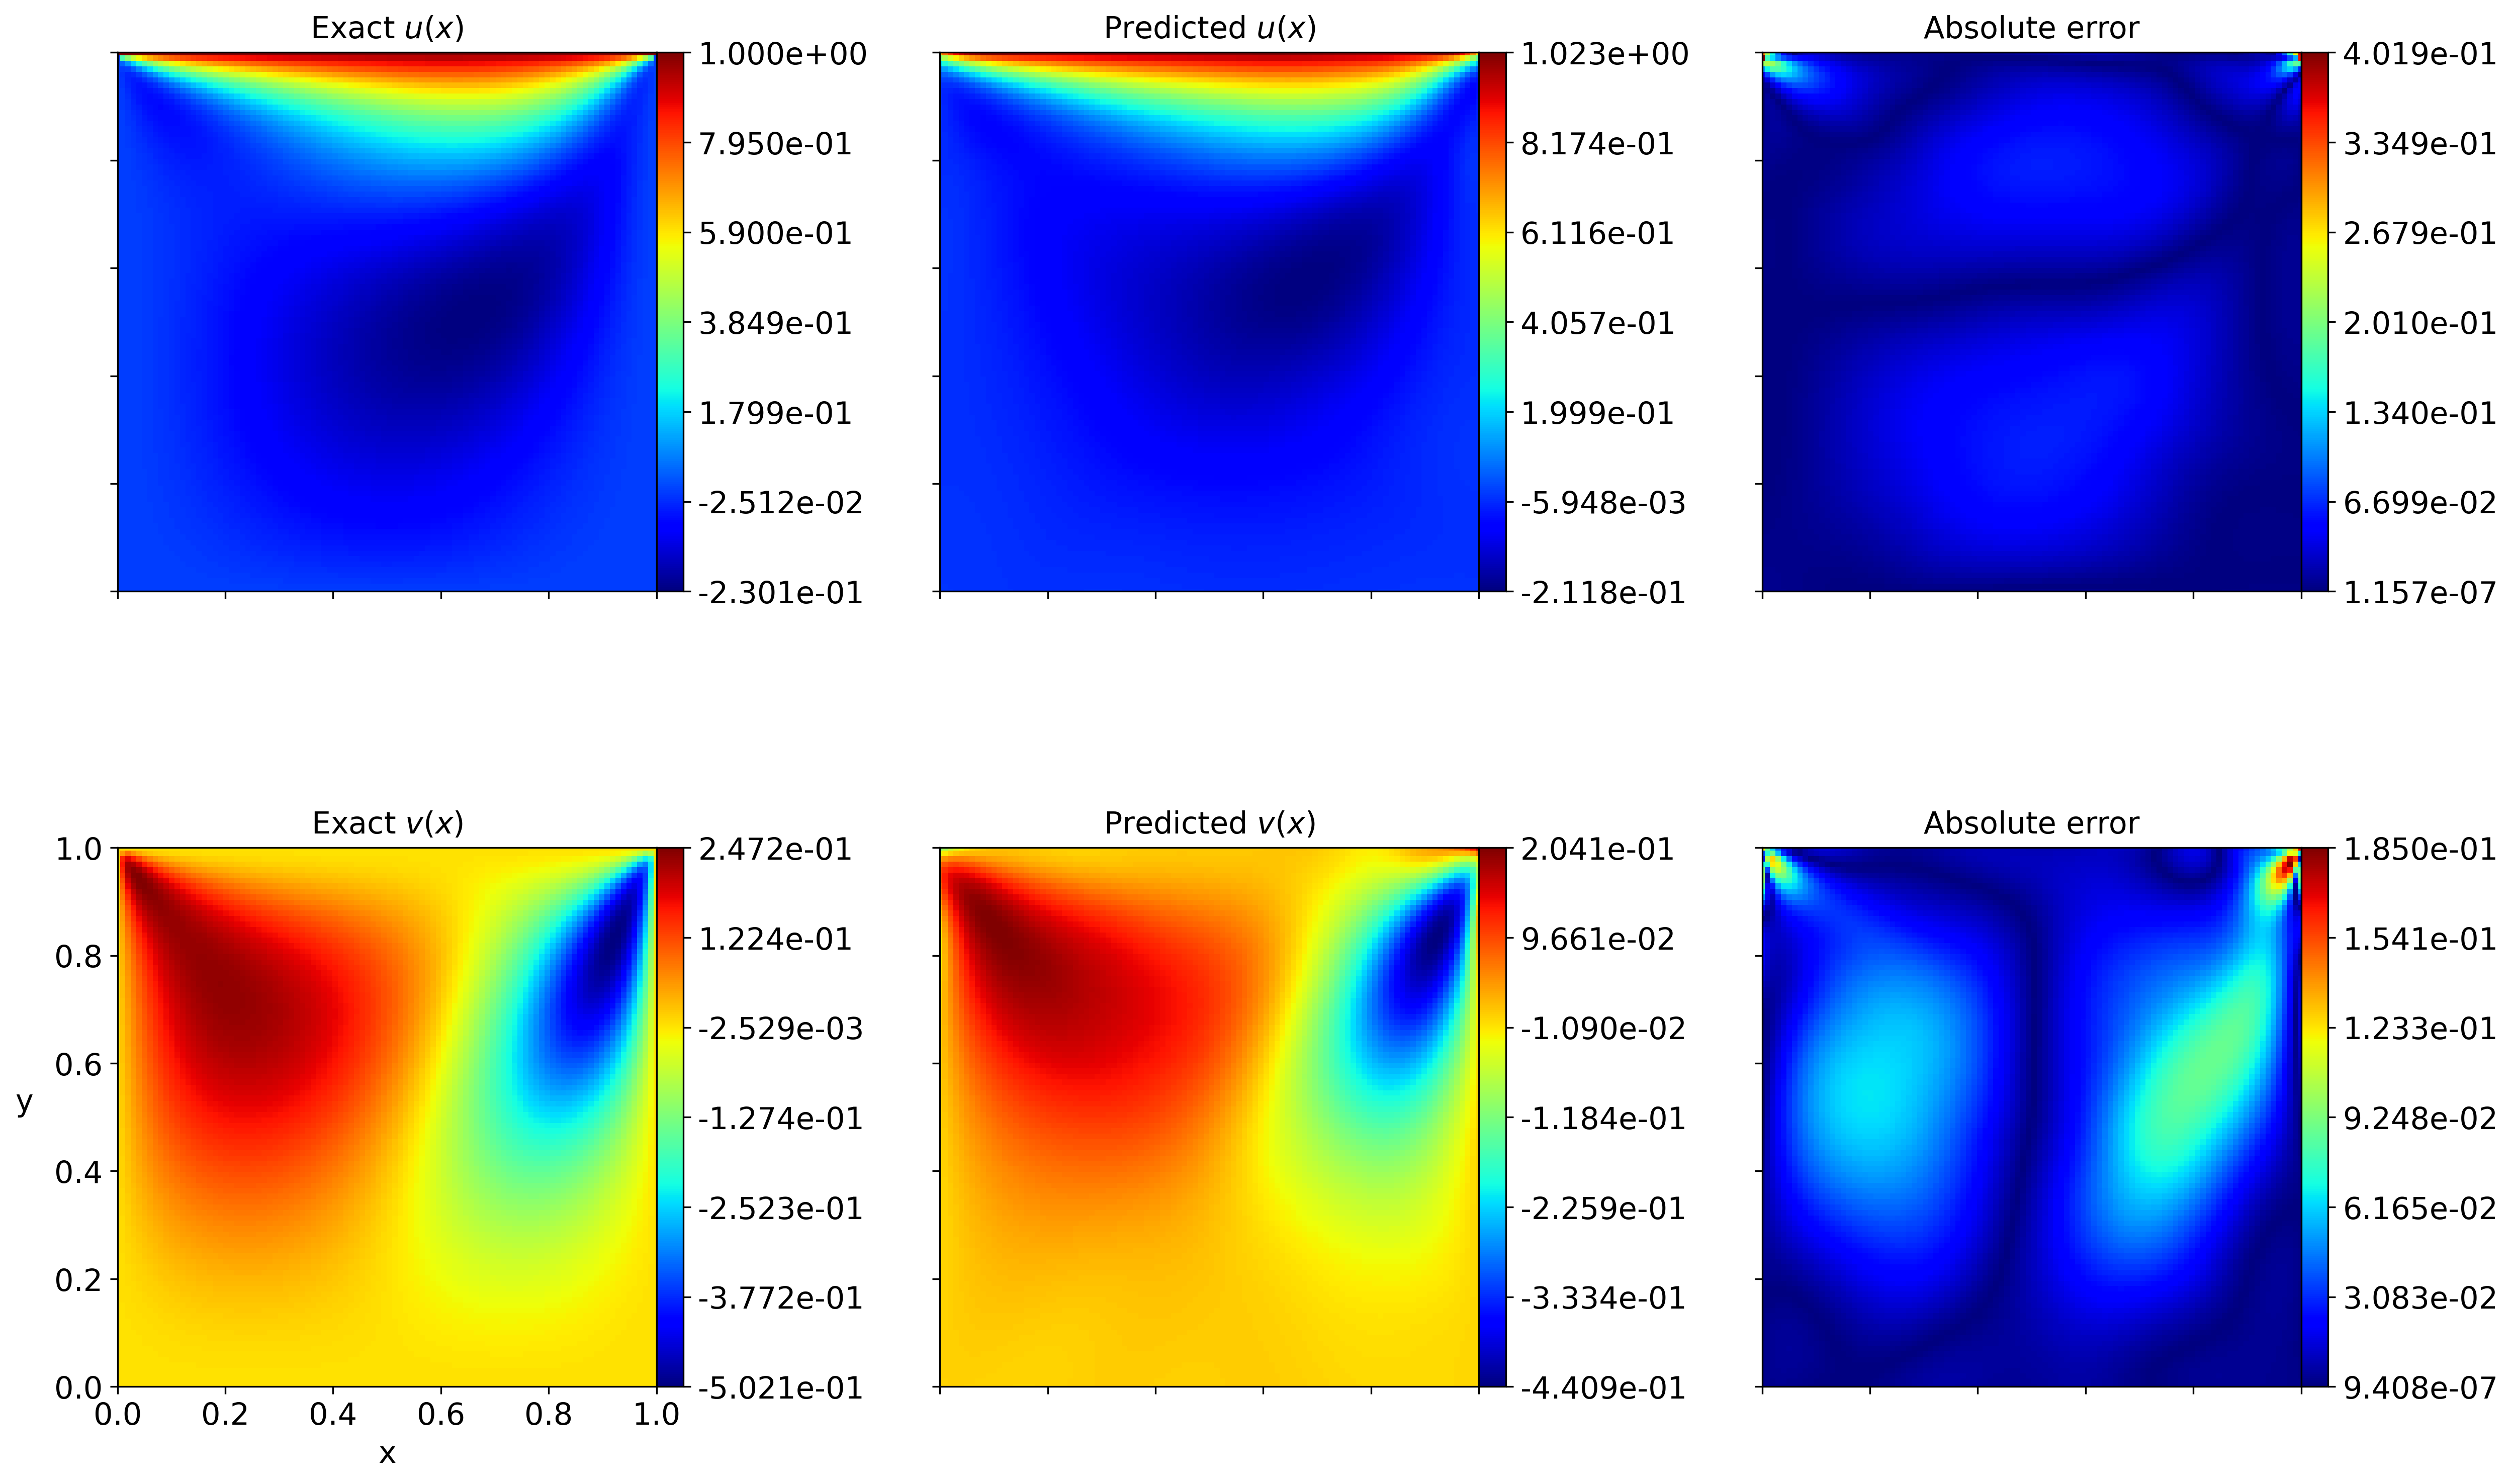 Exact u(x)
1.000e+00
7.950e-01
5.900e-01
3.849e-01
1.799e-01
-2.512e-02
-2.301e-01
Predicted u(x)
1.023e+00
8.174e-01
6.116e-01
4.057e-01
1.999e-01
-5.948e-03
-2.118e-01
Absolute error
4.019e-01
3.349e-01
2.679e-01
2.010e-01
1.340e-01
6.699e-02
1.157e-07
Exact v(x)
1.0
0.8
0.6
0.4
0.2
0.0
y
0.0 0.2 0.4 0.6 0.8 1.0
x
2.472e-01
1.224e-01
-2.529e-03
-1.274e-01
-2.523e-01
-3.772e-01
-5.021e-01
Predicted v(x)
2.041e-01
9.661e-02
-1.090e-02
-1.184e-01
-2.259e-01
-3.334e-01
-4.409e-01
Absolute error
1.850e-01
1.541e-01
1.233e-01
9.248e-02
6.165e-02
3.083e-02
9.408e-07